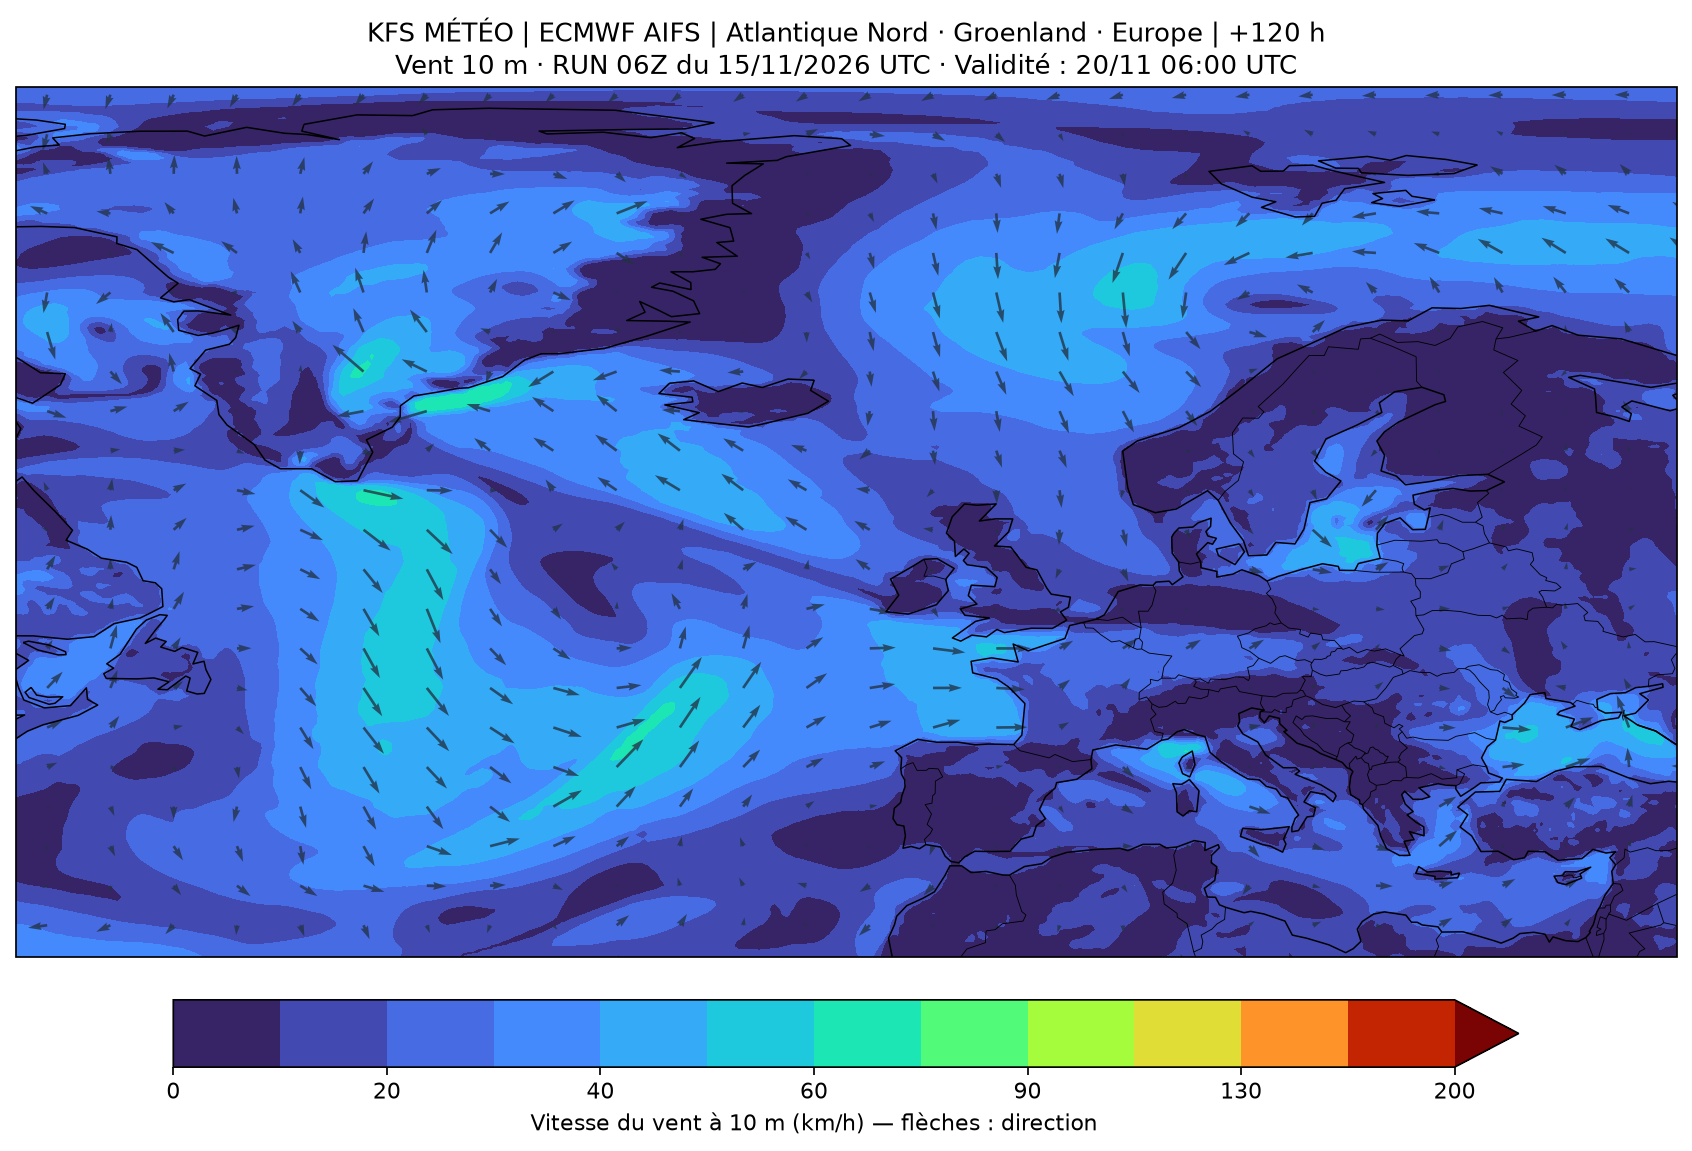 KFS MÉTÉO | ECMWF AIFS | Atlantique Nord · Groenland · Europe | +120 h
Vent 10 m · RUN 06Z du 15/11/2026 UTC · Validité : 20/11 06:00 UTC
0 20 40 60 90 130 200
Vitesse du vent à 10 m (km/h) — flèches : direction